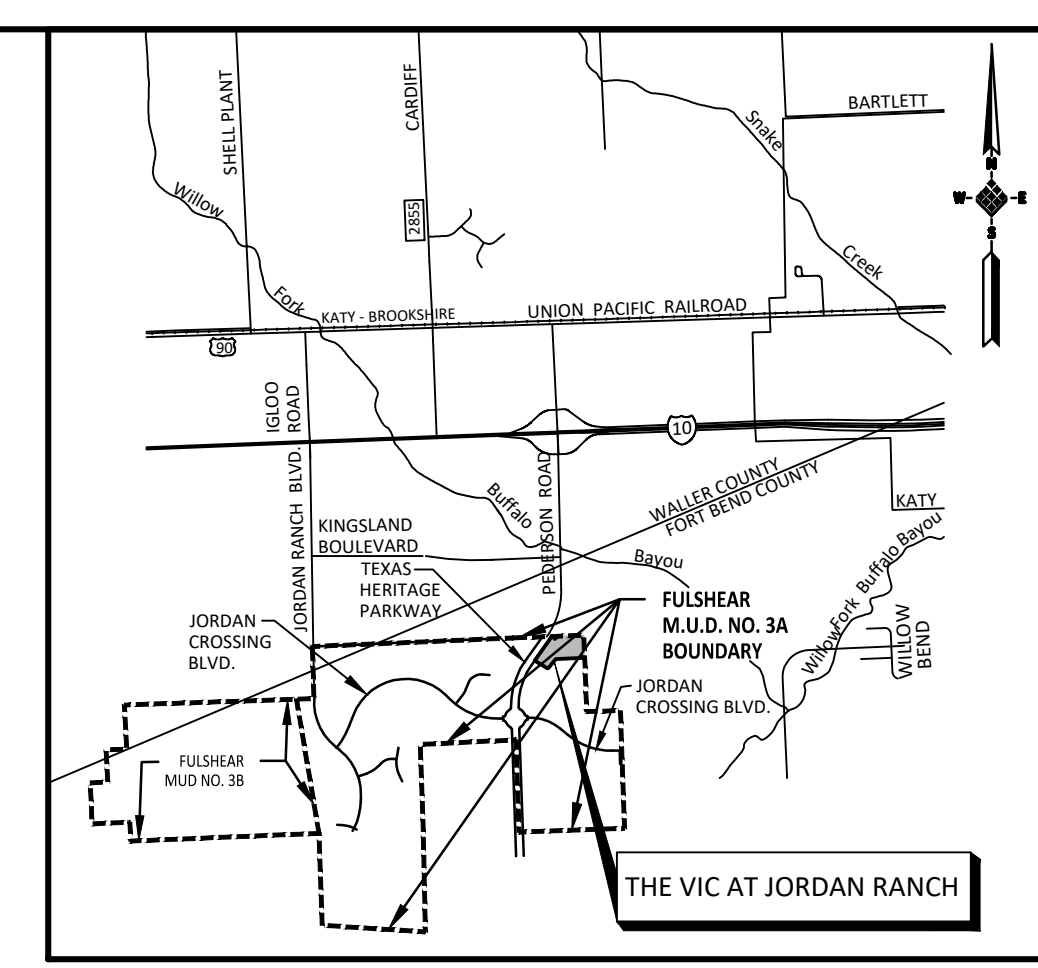 SHELL PLANT
CARDIFF
BARTLETT
Snake
N
W
E
S
Willow
2855
Creek
Fork
KATY - BROOKSHIRE
UNION PACIFIC RAILROAD
90
IGLOO
ROAD
10
JORDAN RANCH BLVD.
PEDERSON ROAD
WALLER COUNTY
FORT BEND COUNTY
Buffalo
KATY
KINGSLAND
BOULEVARD
Bayou
TEXAS
HERITAGE
PARKWAY
Willow Fork Buffalo Bayou
WILLOW
BEND
FULSHEAR
M.U.D. NO. 3A
BOUNDARY
JORDAN
CROSSING
BLVD.
JORDAN
CROSSING BLVD.
FULSHEAR
MUD NO. 3B
THE VIC AT JORDAN RANCH